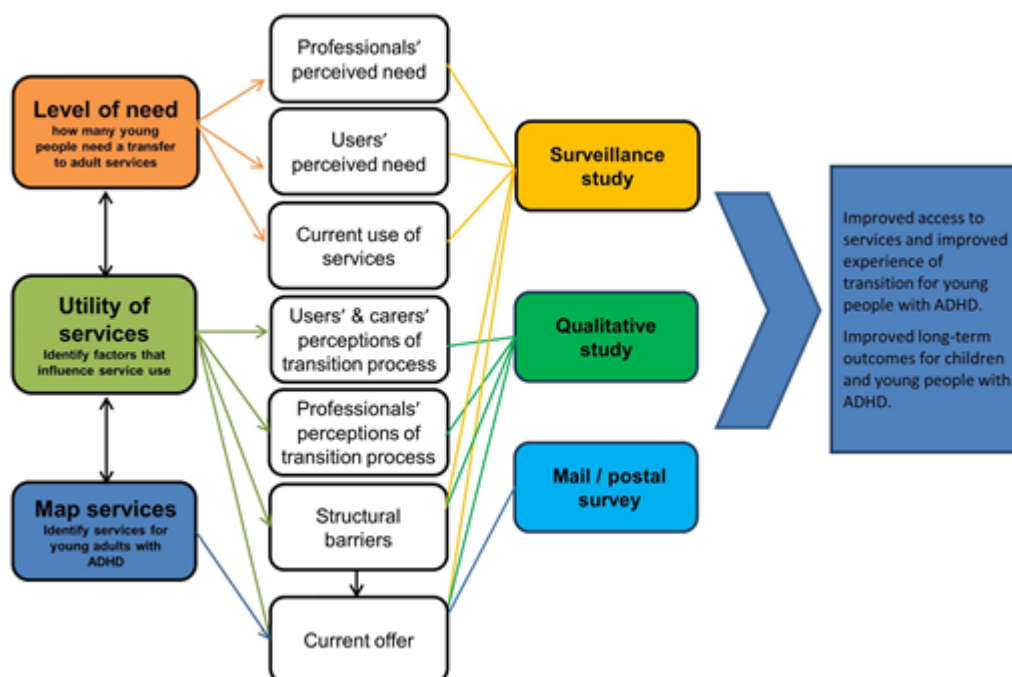 Level of need
how many young
people need a transfer
to adult services
Utility of
services
Identify factors that
influence service use
Map services
Identify services for
young adults with
ADHD
Professionals’
perceived need
Users’
perceived need
Current use of
services
Users’ & carers’
perceptions of
transition process
Professionals’
perceptions of
transition process
Structural
barriers
Current offer
Surveillance
study
Qualitative
study
Mail / postal
survey
Improved access to
services and improved
experience of
transition for young
people with ADHD.
Improved long-term
outcomes for children
and young people with
ADHD.